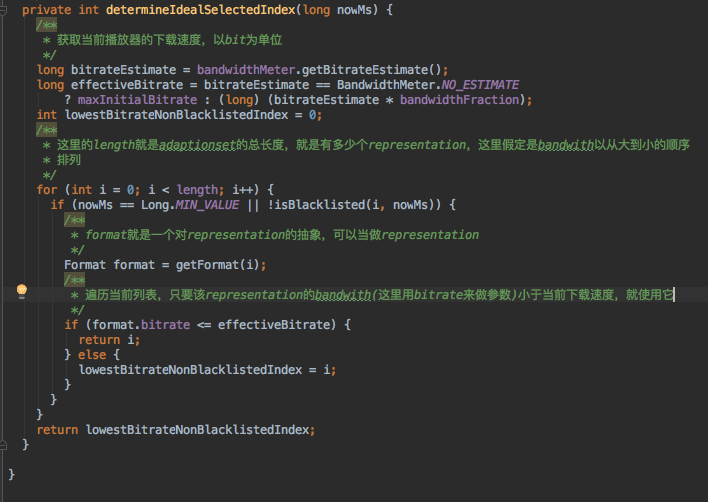 private int determineIdealSelectedIndex(long nowMs) {
/**
* 获取当前播放器的下载速度，以bit为单位
*/
long bitrateEstimate = bandwidthMeter.getBitrateEstimate();
long effectiveBitrate = bitrateEstimate == BandwidthMeter.NO_ESTIMATE
? maxInitialBitrate : (long) (bitrateEstimate * bandwidthFraction);
int lowestBitrateNonBlacklistedIndex = 0;
/**
* 这里的length就是adaptionset的总长度，就是有多少个representation，这里假定是bandwith以从大到小的顺序
* 排列
*/
for (int i = 0; i < length; i++) {
if (nowMs == Long.MIN_VALUE || !isBlacklisted(i, nowMs)) {
/**
* format就是一个对representation的抽象，可以当做representation
*/
Format format = getFormat(i);
/**
* 遍历当前列表，只要该representation的bandwith(这里用bitrate来做参数)小于当前下载速度，就使用它
*/
if (format.bitrate <= effectiveBitrate) {
return i;
} else {
lowestBitrateNonBlacklistedIndex = i;
}
}
}
return lowestBitrateNonBlacklistedIndex;
}
}